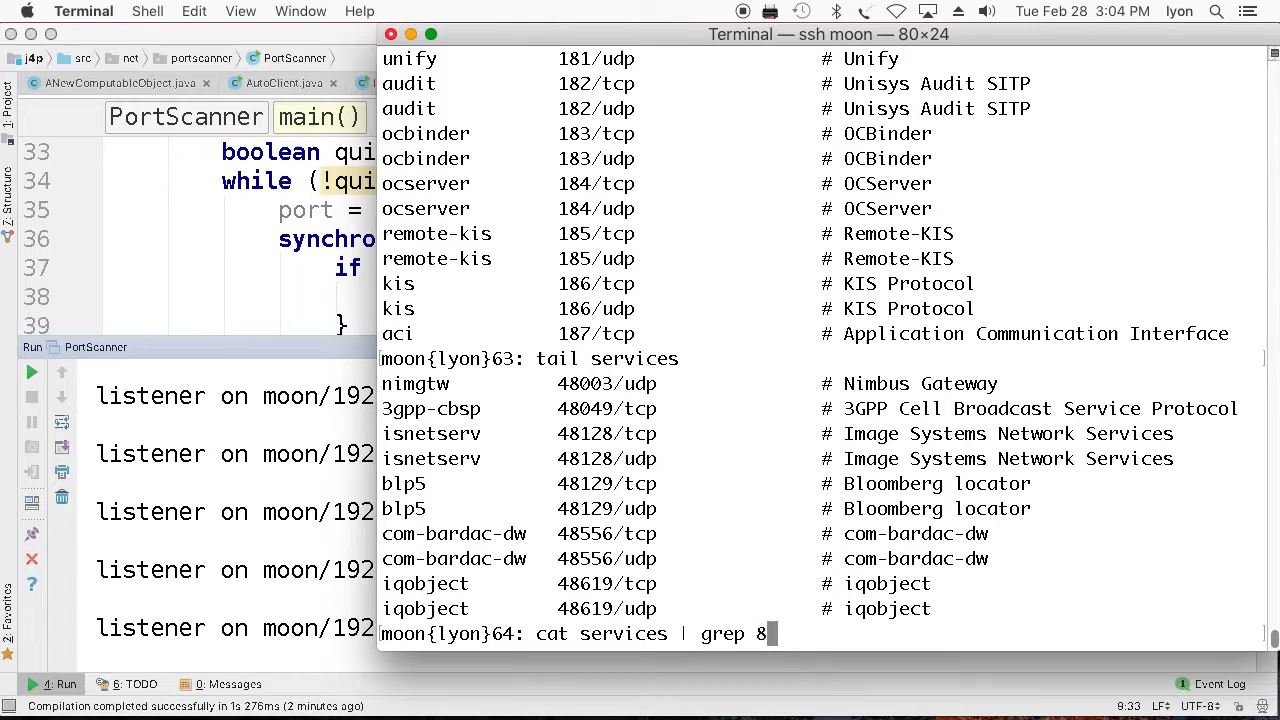 Terminal Shell Edit View Window Help Tue Feb 28 3:04 PM lyon
Terminal — ssh moon — 80×24
j4p src net portscanner PortScanner
ANewComputableObject.java AutoClient.java
PortScanner main()
33 boolean qui
34 while (!qui
35 port =
36 synchro
37 if
38
39 }
1: Project
7: Structure
2: Favorites
Run PortScanner
listener on moon/192
listener on moon/192
listener on moon/192
listener on moon/192
listener on moon/192
unify 181/udp # Unify
audit 182/tcp # Unisys Audit SITP
audit 182/udp # Unisys Audit SITP
ocbinder 183/tcp # OCBinder
ocbinder 183/udp # OCBinder
ocserver 184/tcp # OCServer
ocserver 184/udp # OCServer
remote-kis 185/tcp # Remote-KIS
remote-kis 185/udp # Remote-KIS
kis 186/tcp # KIS Protocol
kis 186/udp # KIS Protocol
aci 187/tcp # Application Communication Interface
[moon{lyon}63: tail services ]
nimgtw 48003/udp # Nimbus Gateway
3gpp-cbsp 48049/tcp # 3GPP Cell Broadcast Service Protocol
isnetserv 48128/tcp # Image Systems Network Services
isnetserv 48128/udp # Image Systems Network Services
blp5 48129/tcp # Bloomberg locator
blp5 48129/udp # Bloomberg locator
com-bardac-dw 48556/tcp # com-bardac-dw
com-bardac-dw 48556/udp # com-bardac-dw
iqobject 48619/tcp # iqobject
iqobject 48619/udp # iqobject
[moon{lyon}64: cat services | grep 8 ]
4: Run 6: TODO 0: Messages 1 Event Log
Compilation completed successfully in 1s 276ms (2 minutes ago) 9:33 LF UTF-8